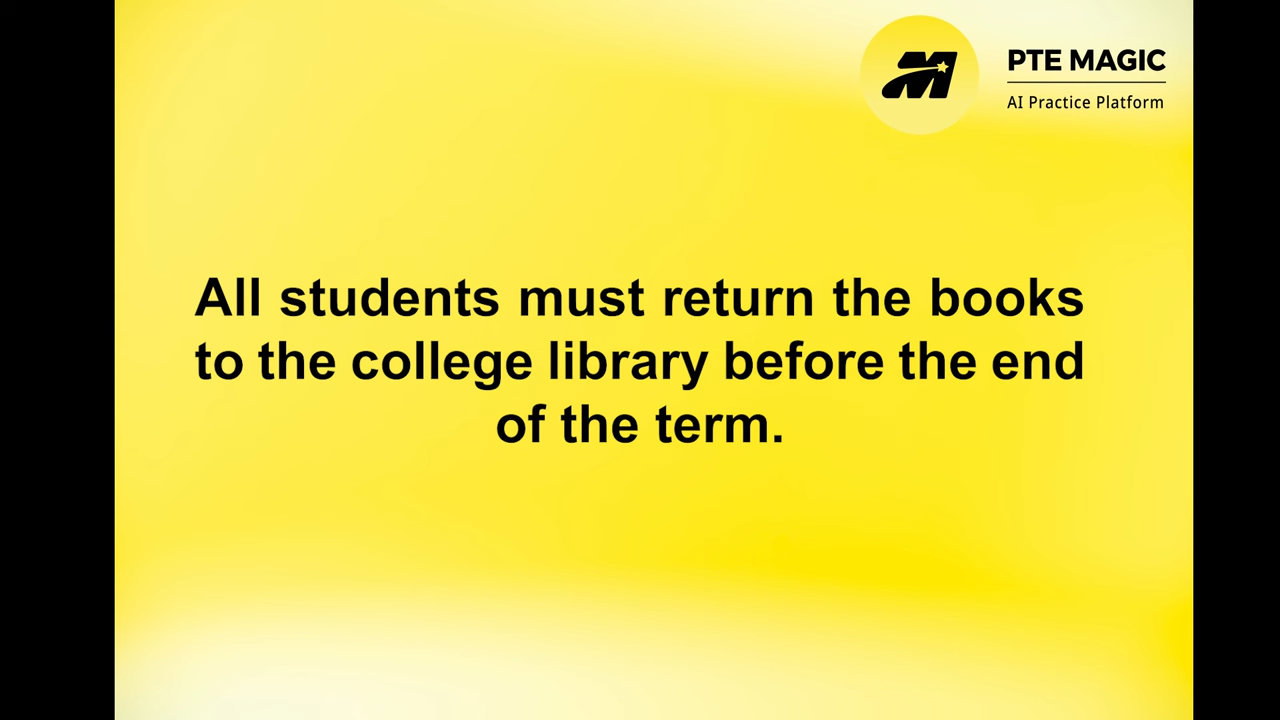 PTE MAGIC
AI Practice Platform
All students must return the books
to the college library before the end
of the term.